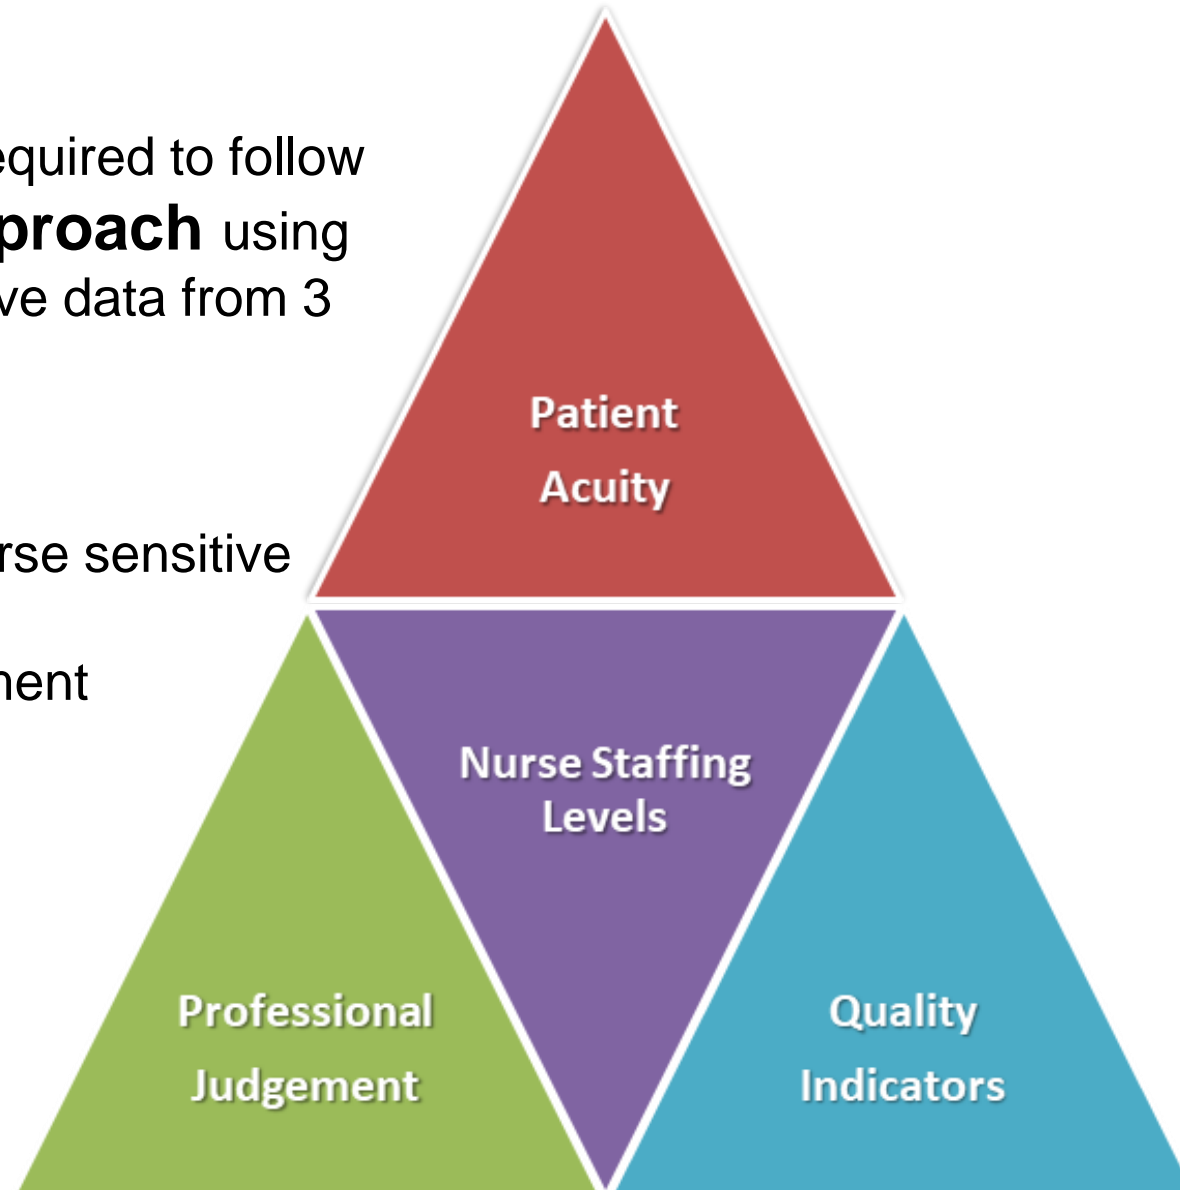 equired to follow
proach using
ve data from 3
rse sensitive
nent
Patient
Acuity
Nurse Staffing
Levels
Professional
Judgement
Quality
Indicators